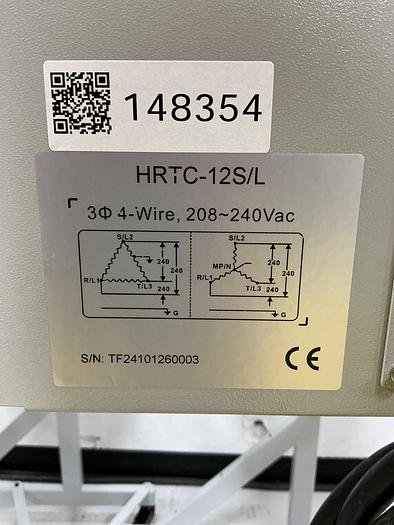 148354
HRTC-12S/L
3Φ 4-Wire, 208~240Vac
S/L2
240
240
R/L1
T/L3
240
G
S/L2
MP/N
240
240
R/L1
T/L3
240
G
S/N: TF24101260003
CE